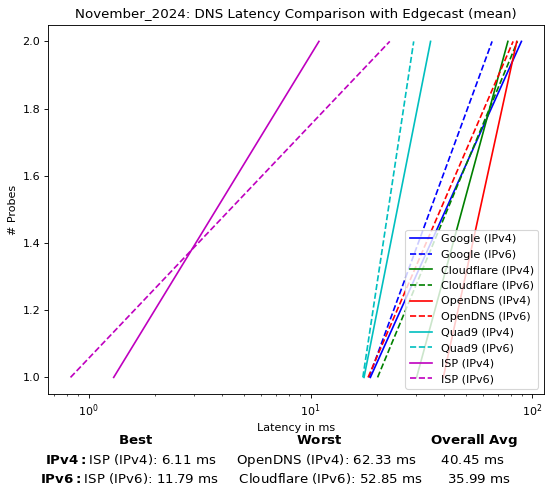 November_2024: DNS Latency Comparison with Edgecast (mean)
# Probes
2.0
1.8
1.6
1.4
1.2
1.0
Google (IPv4)
Google (IPv6)
Cloudflare (IPv4)
Cloudflare (IPv6)
OpenDNS (IPv4)
OpenDNS (IPv6)
Quad9 (IPv4)
Quad9 (IPv6)
ISP (IPv4)
ISP (IPv6)
10⁰ 10¹ 10²
Latency in ms
Best Worst Overall Avg
IPv4: ISP (IPv4): 6.11 ms OpenDNS (IPv4): 62.33 ms 40.45 ms
IPv6: ISP (IPv6): 11.79 ms Cloudflare (IPv6): 52.85 ms 35.99 ms